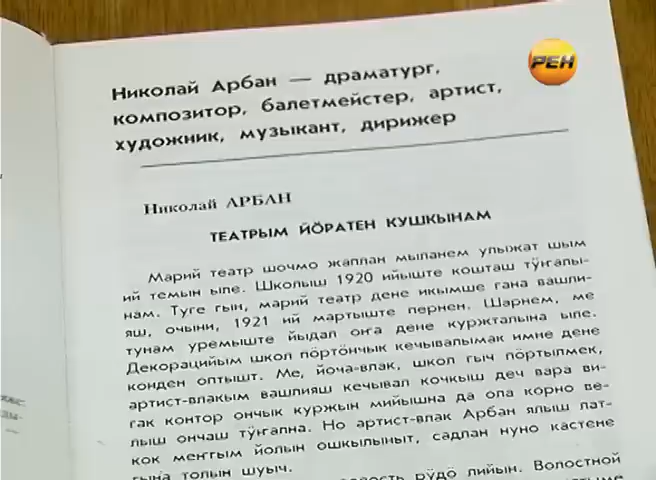 РЕН
Николай Арбан — драматург,
композитор, балетмейстер, артист,
художник, музыкант, дирижер
Николай АРБАН
ТЕАТРЫМ ЙӦРАТЕН КУШКЫНАМ
Марий театр шочмо жаплан мыланем улыжат шым
ий темын ыле. Школыш 1920 ийыште кошташ тӱҥалы-
нам. Туге гын, марий театр дене икымше гана вашли-
яш, очыни, 1921 ий мартыште пернен. Шарнем, ме
тунам уремыште йыдал оҥа дене куржталына ыле.
Декорацийым школ пӧртӧнчык кечывалымак имне дене
конден оптышт. Ме, йоча-влак, школ гыч пӧртылмек,
артист-влакым вашлияш кечывал кочкыш деч вара ви-
гак контор ончык куржын мийышна да ола корно ве-
лыш ончаш тӱҥална. Но артист-влак Арбан ялыш лат-
кок меҥгым йолын ошкылыныт, садлан нуно кастене
гына толын шуыч.
рӱдӧ лийын. Волостной